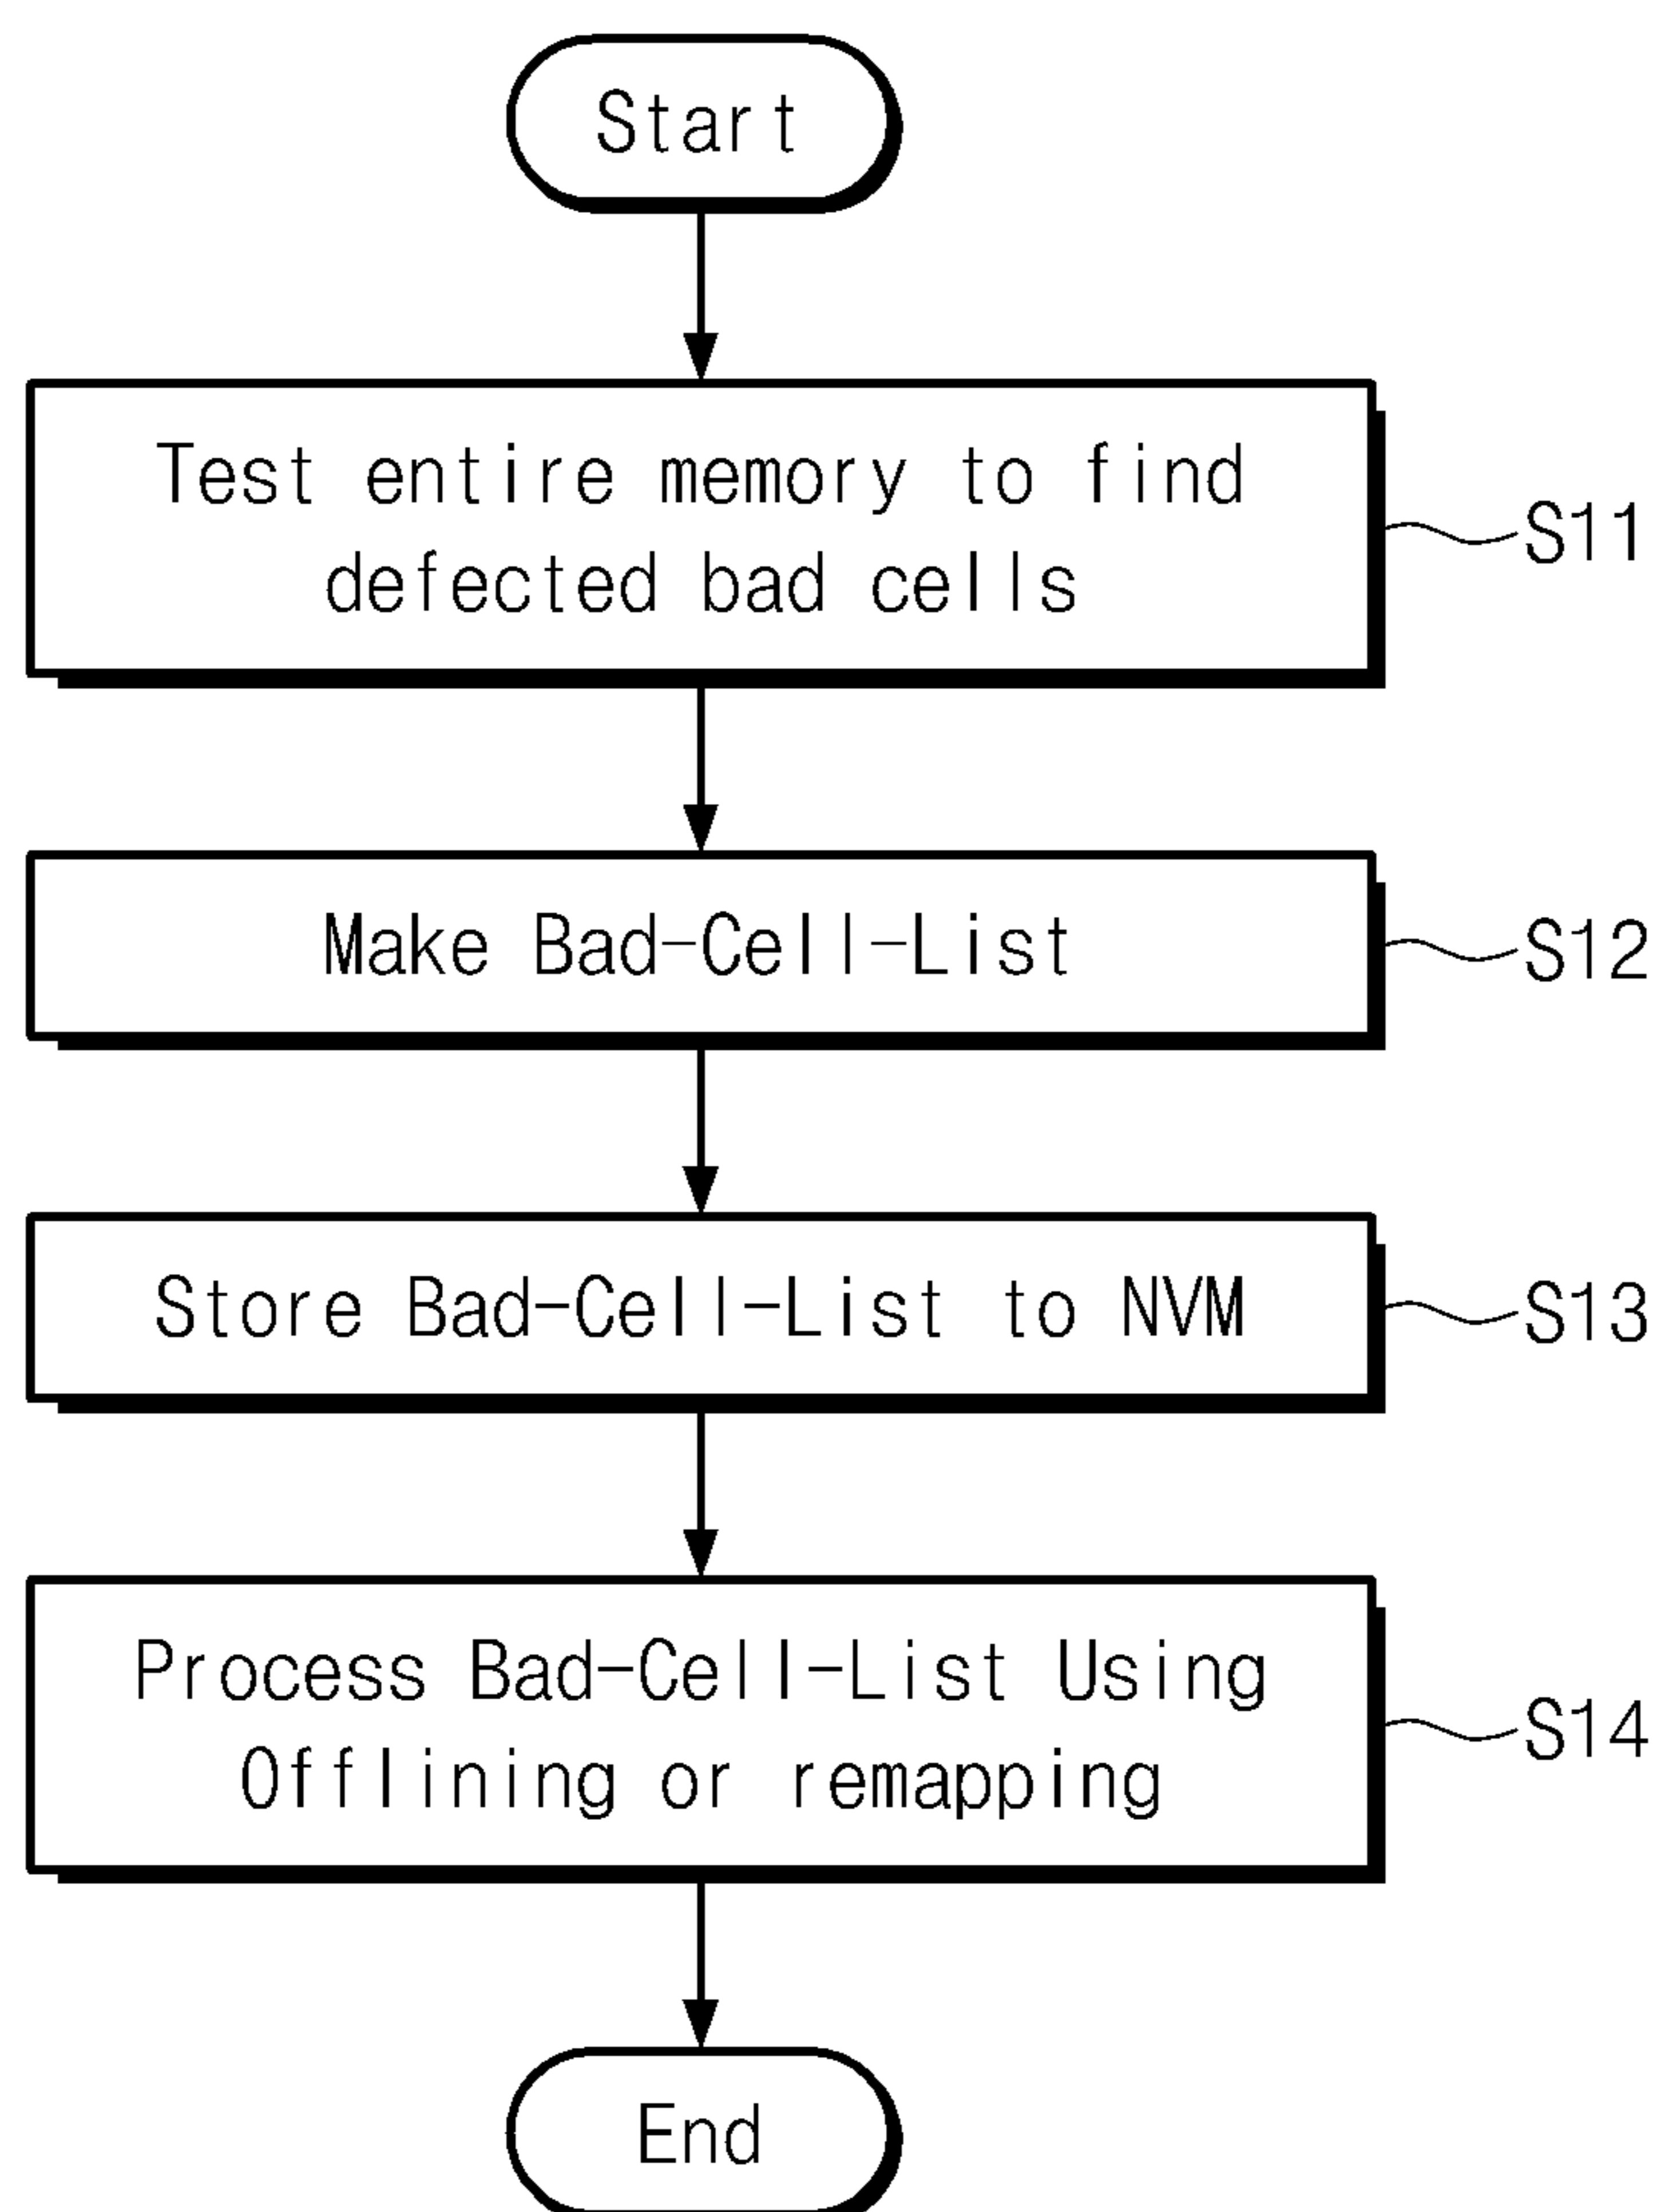 Start
Test entire memory to find
defected bad cells
S11
Make Bad-Cell-List
S12
Store Bad-Cell-List to NVM
S13
Process Bad-Cell-List Using
Offlining or remapping
S14
End